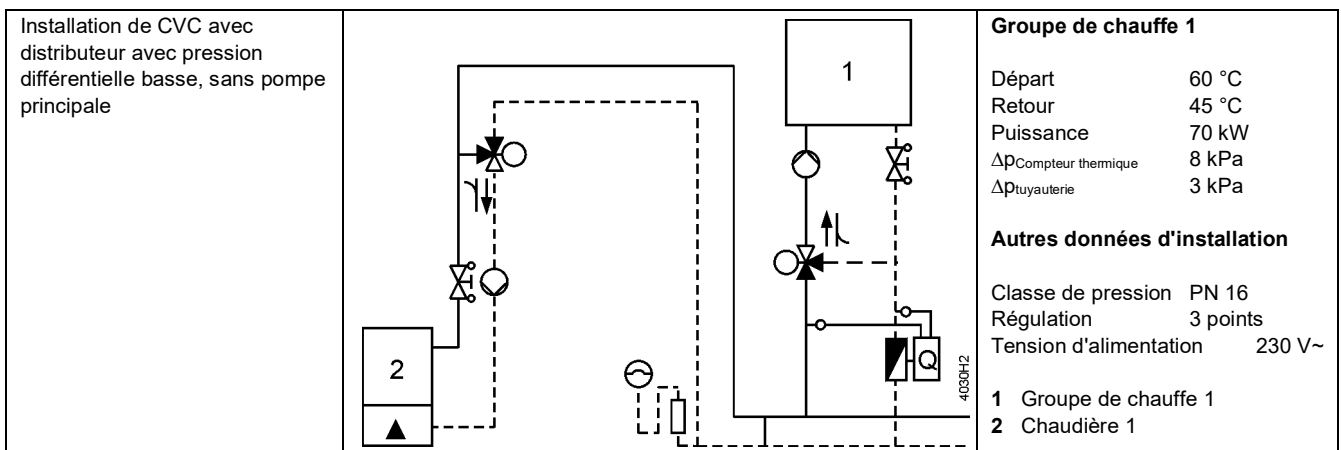 Installation de CVC avec
distributeur avec pression
différentielle basse, sans pompe
principale
1
2
Q
4030H2
Groupe de chauffe 1
Départ 60 °C
Retour 45 °C
Puissance 70 kW
ΔpCompteur thermique 8 kPa
Δptuyauterie 3 kPa
Autres données d'installation
Classe de pression PN 16
Régulation 3 points
Tension d'alimentation 230 V~
1 Groupe de chauffe 1
2 Chaudière 1